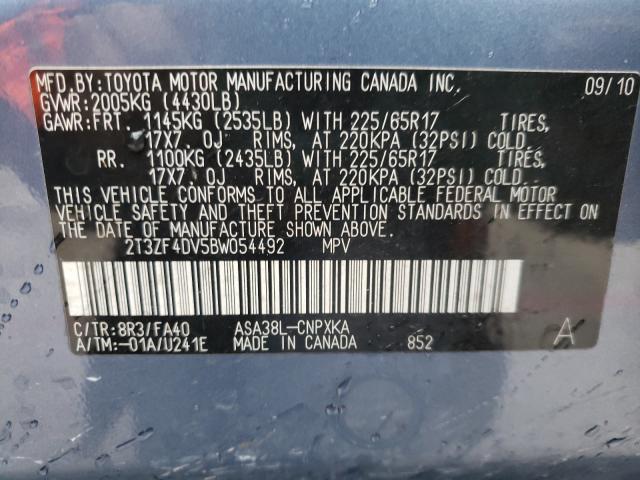 MFD.BY:TOYOTA MOTOR MANUFACTURING CANADA INC. 09/10
GVWR:2005KG (4430LB)
GAWR:FRT. 1145KG (2535LB) WITH 225/65R17 TIRES,
17X7.0J RIMS, AT 220KPA (32PSI) COLD.
RR. 1100KG (2435LB) WITH 225/65R17 TIRES,
17X7.0J RIMS, AT 220KPA (32PSI) COLD.
THIS VEHICLE CONFORMS TO ALL APPLICABLE FEDERAL MOTOR
VEHICLE SAFETY AND THEFT PREVENTION STANDARDS IN EFFECT ON
THE DATE OF MANUFACTURE SHOWN ABOVE.
2T3ZF4DV5BW054492 MPV
C/TR:8R3/FA40 ASA38L-CNPXKA
A/TM:-01A/U241E MADE IN CANADA 852 A